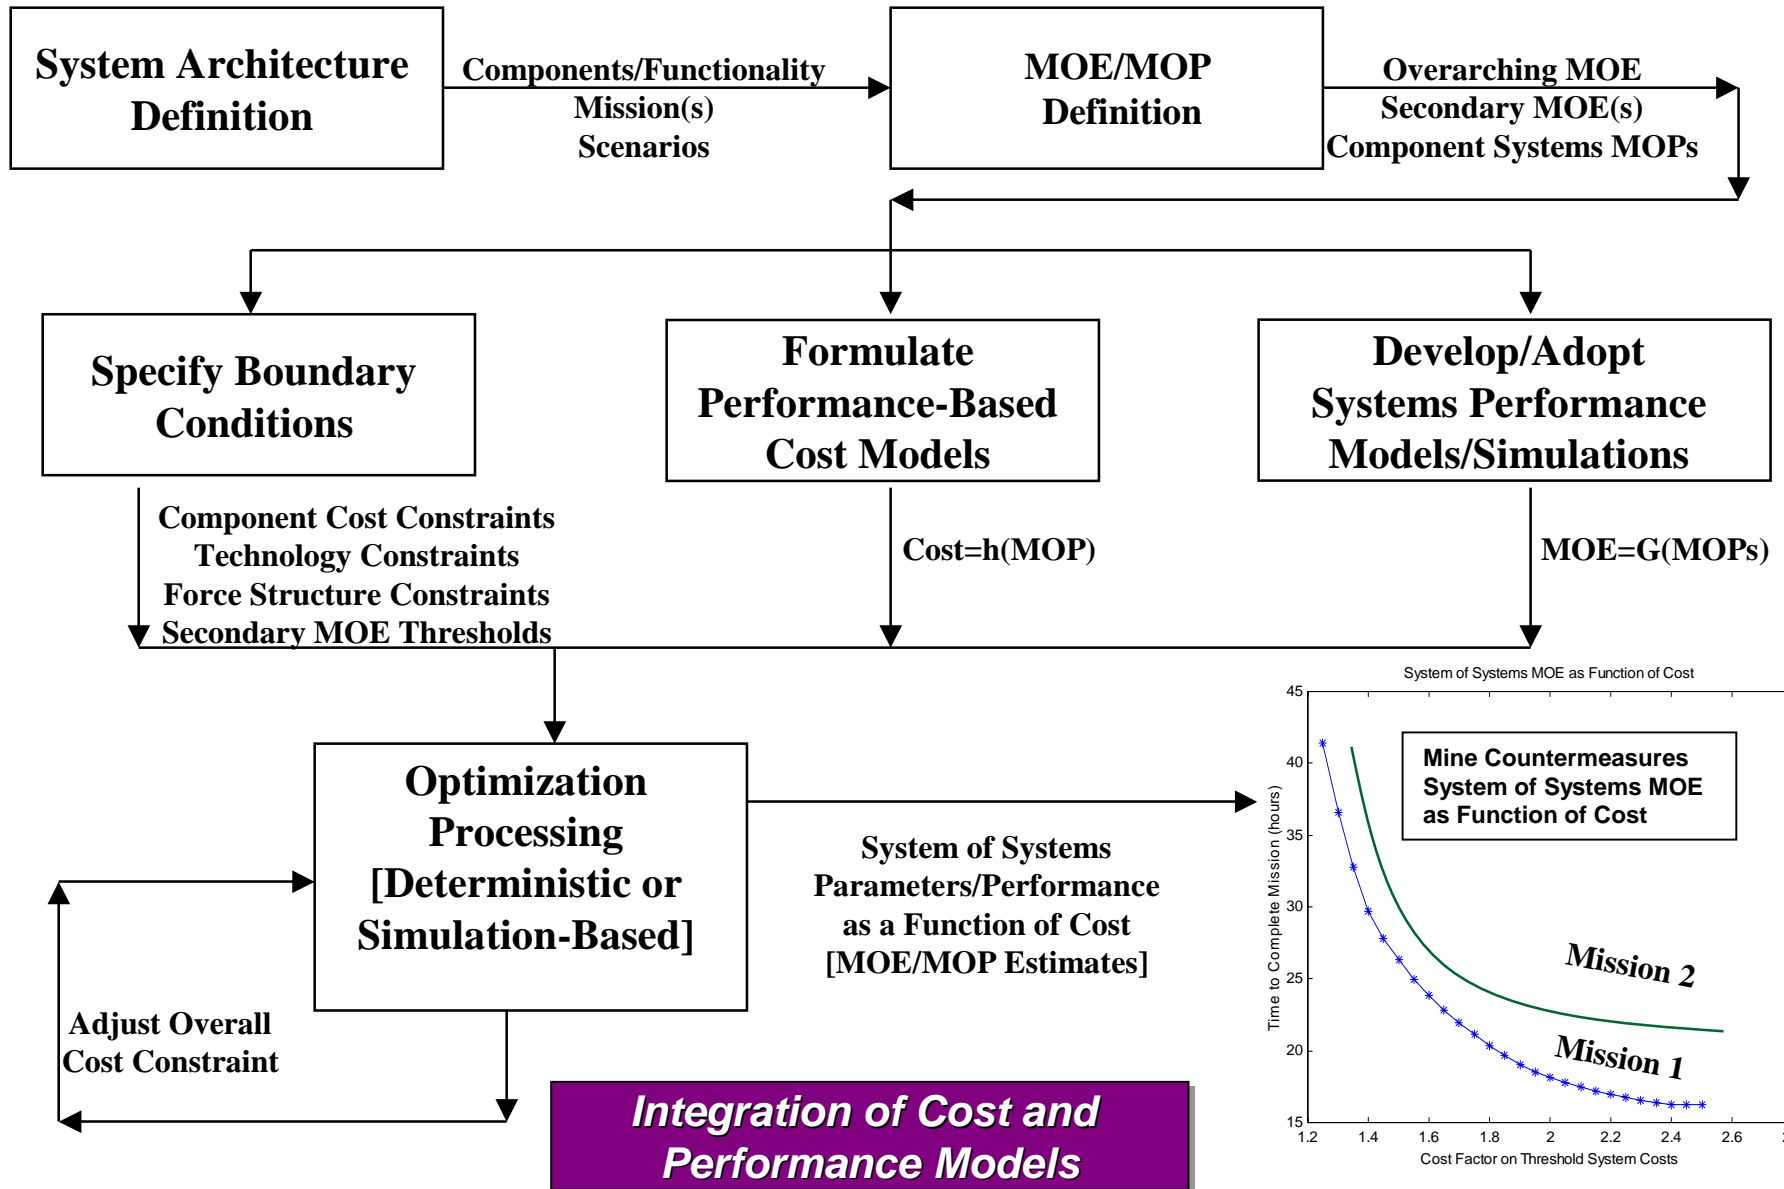 System Architecture
Definition
Components/Functionality
Mission(s)
Scenarios
MOE/MOP
Definition
Overarching MOE
Secondary MOE(s)
Component Systems MOPs
Specify Boundary
Conditions
Formulate
Performance-Based
Cost Models
Develop/Adopt
Systems Performance
Models/Simulations
Component Cost Constraints
Technology Constraints
Force Structure Constraints
Secondary MOE Thresholds
Cost=h(MOP)
MOE=G(MOPs)
Optimization
Processing
[Deterministic or
Simulation-Based]
Adjust Overall
Cost Constraint
System of Systems
Parameters/Performance
as a Function of Cost
[MOE/MOP Estimates]
System of Systems MOE as Function of Cost
Mine Countermeasures
System of Systems MOE
as Function of Cost
Time to Complete Mission (hours)
45
40
35
30
25
20
15
Mission 2
Mission 1
1.2 1.4 1.6 1.8 2 2.2 2.4 2.6
Cost Factor on Threshold System Costs
Integration of Cost and
Performance Models